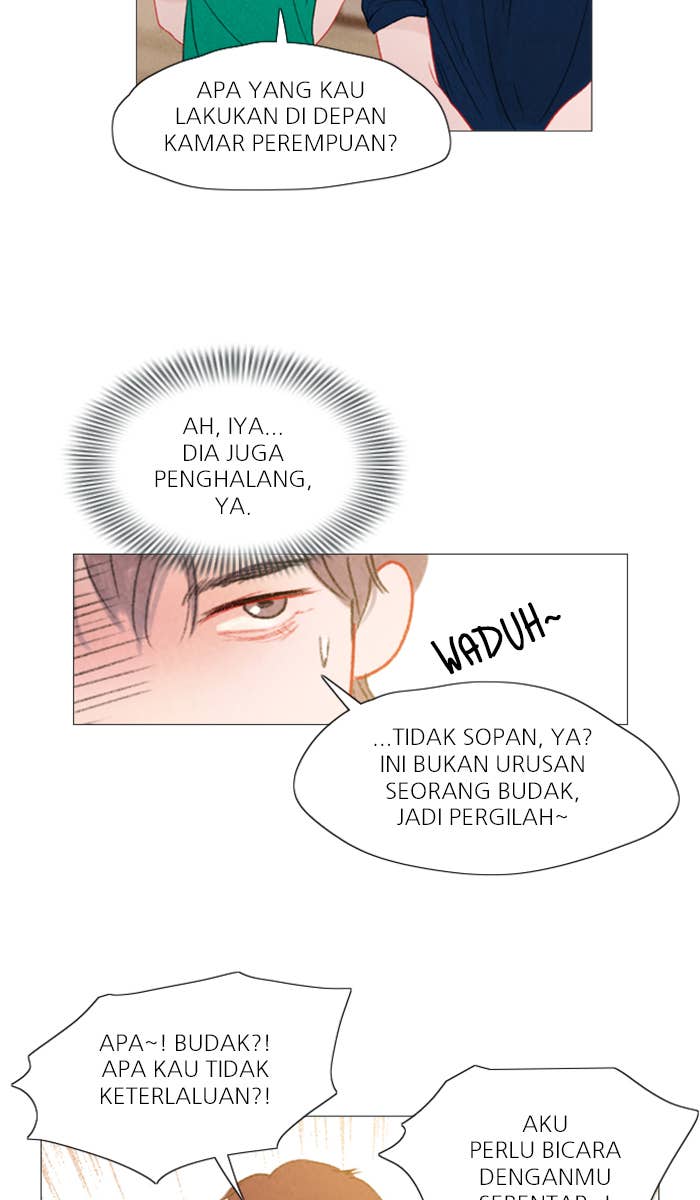 APA YANG KAU
LAKUKAN DI DEPAN
KAMAR PEREMPUAN?
AH, IYA...
DIA JUGA
PENGHALANG,
YA.
WADUH~
...TIDAK SOPAN, YA?
INI BUKAN URUSAN
SEORANG BUDAK,
JADI PERGILAH~
APA~! BUDAK?!
APA KAU TIDAK
KETERLALUAN?!
AKU
PERLU BICARA
DENGANMU